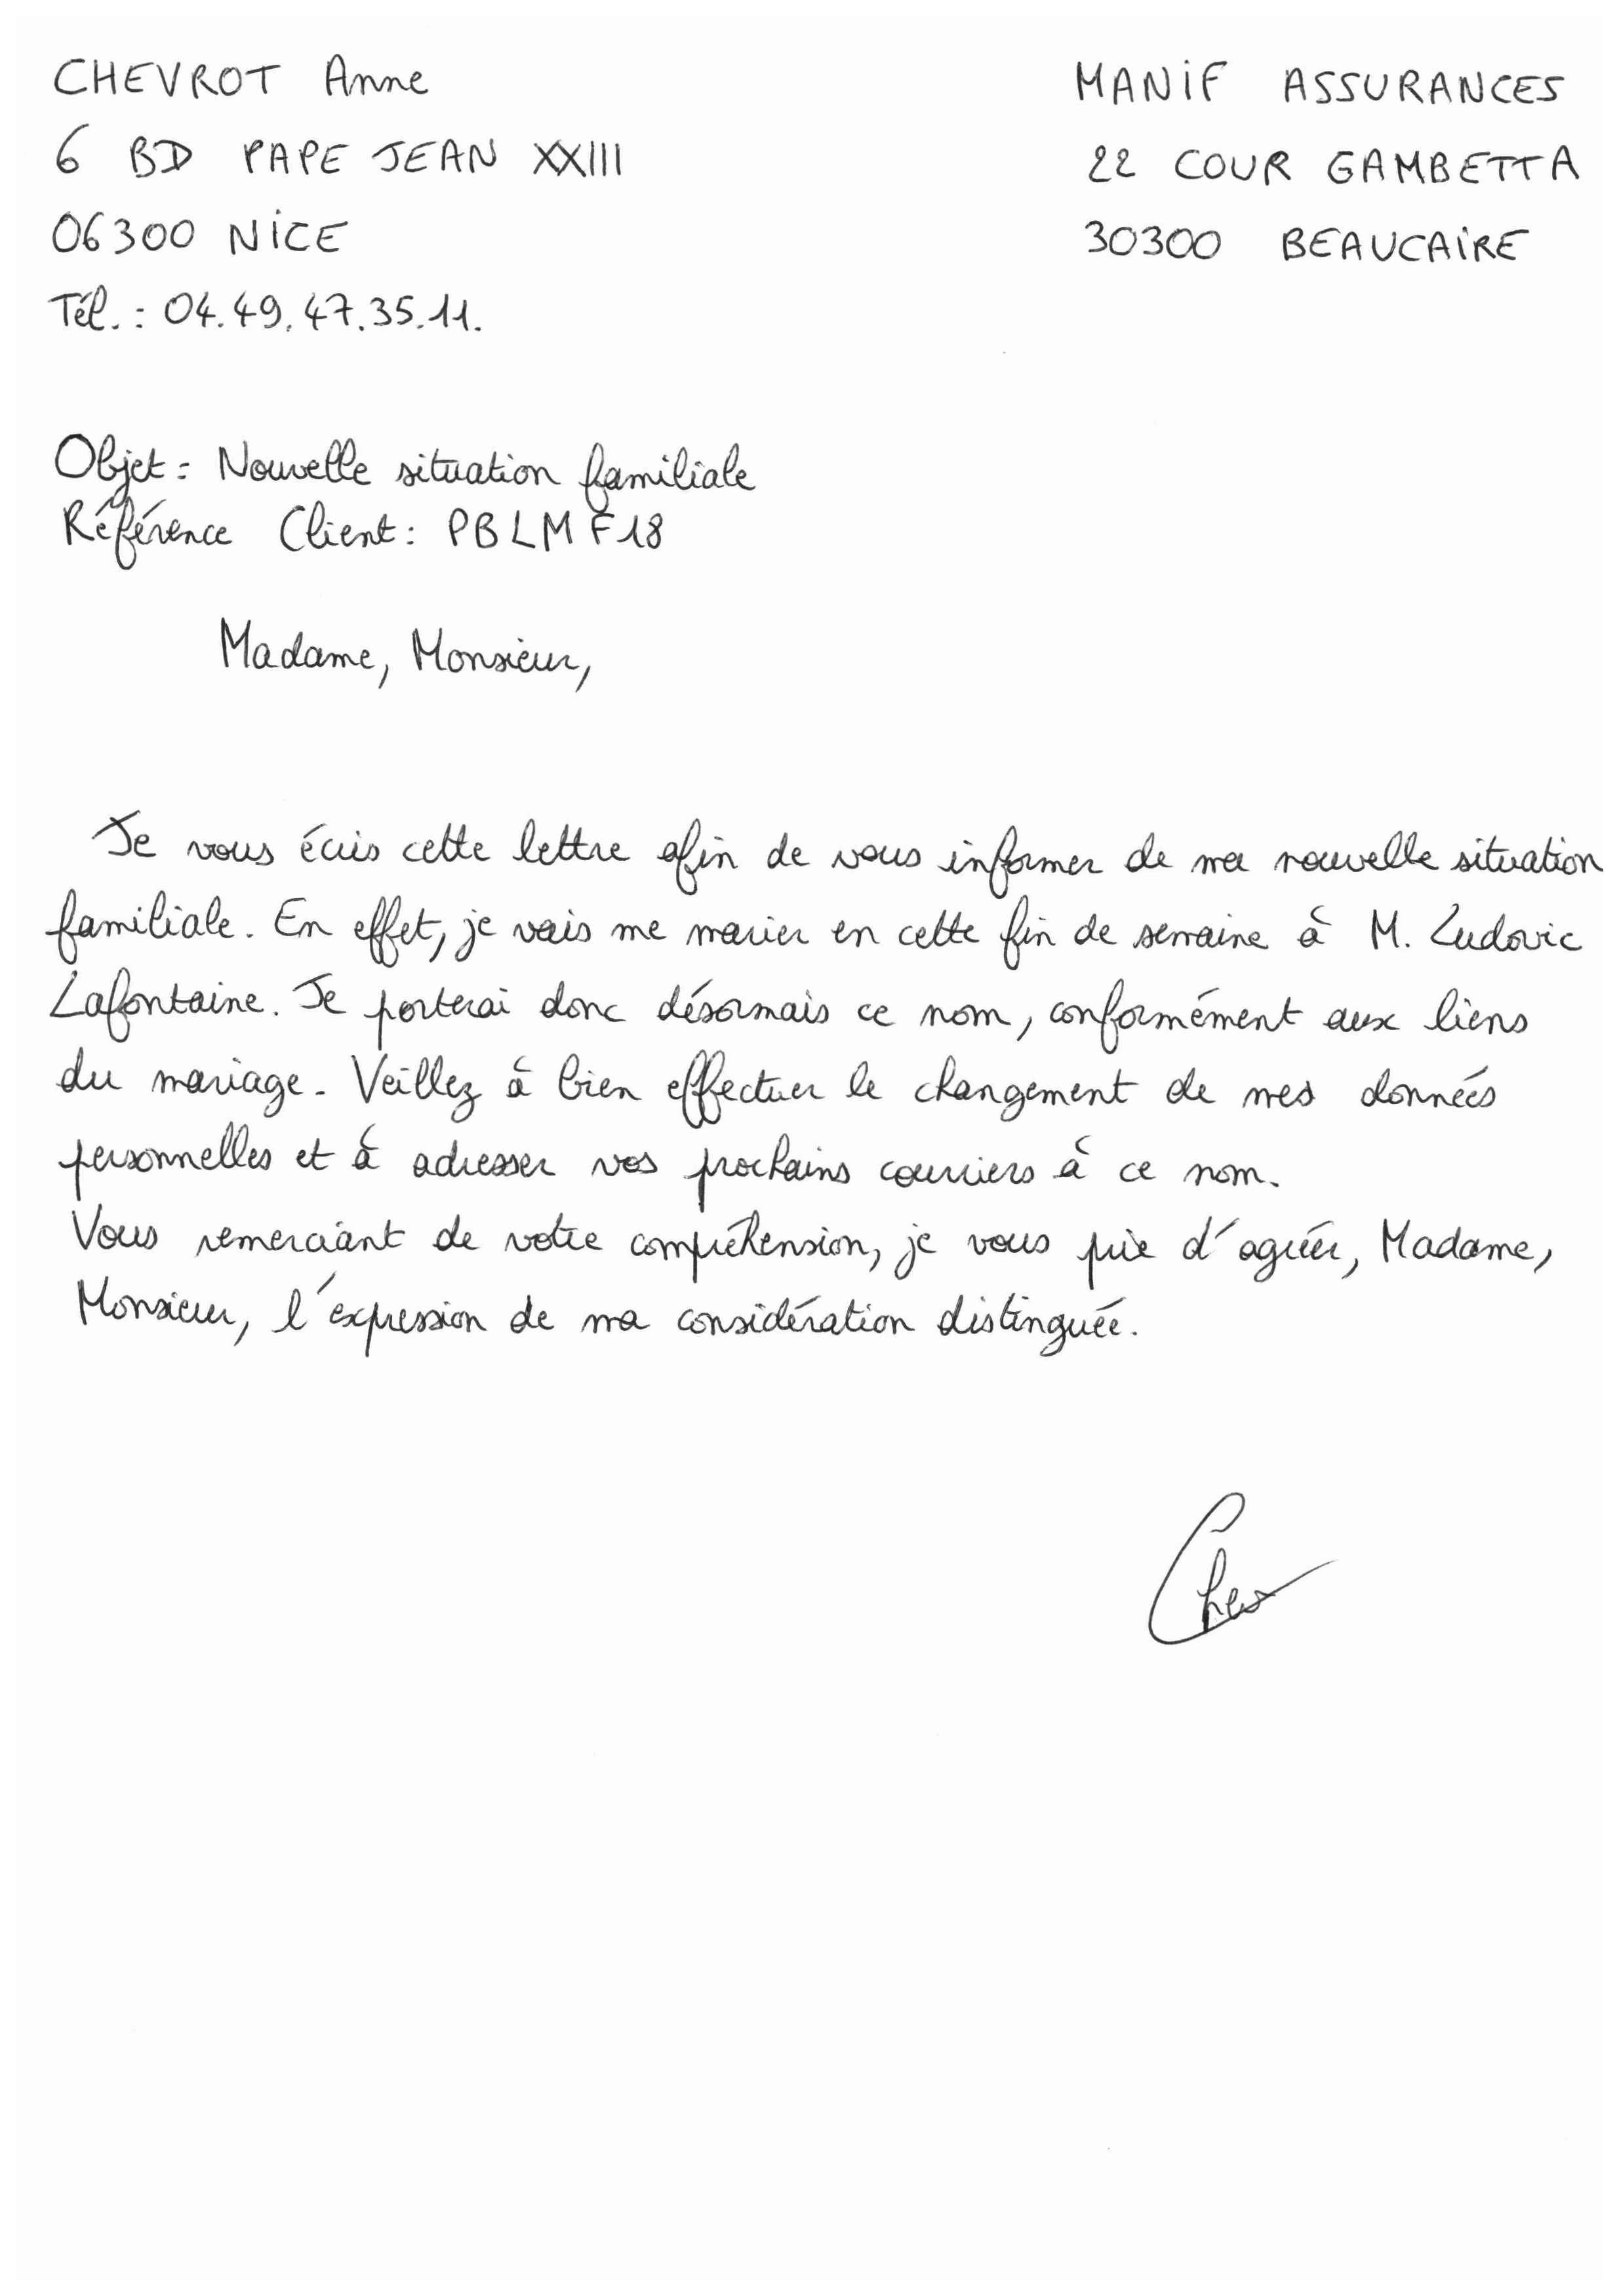 CHEVROT Anne
6 BD PAPE JEAN XXIII
06300 NICE
Tél. : 04.49.47.35.11.
MANIF ASSURANCES
22 COUR GAMBETTA
30300 BEAUCAIRE
Objet : Nouvelle situation familiale
Référence Client : PBLMF18
Madame, Monsieur,
Je vous écris cette lettre afin de vous informer de ma nouvelle situation
familiale. En effet, je vais me marier en cette fin de semaine à M. Ludovic
Lafontaine. Je porterai donc désormais ce nom, conformément aux liens
du mariage. Veillez à bien effectuer le changement de mes données
personnelles et à adresser vos prochains courriers à ce nom.
Vous remerciant de votre compréhension, je vous prie d'agréer, Madame,
Monsieur, l'expression de ma considération distinguée.
Chev